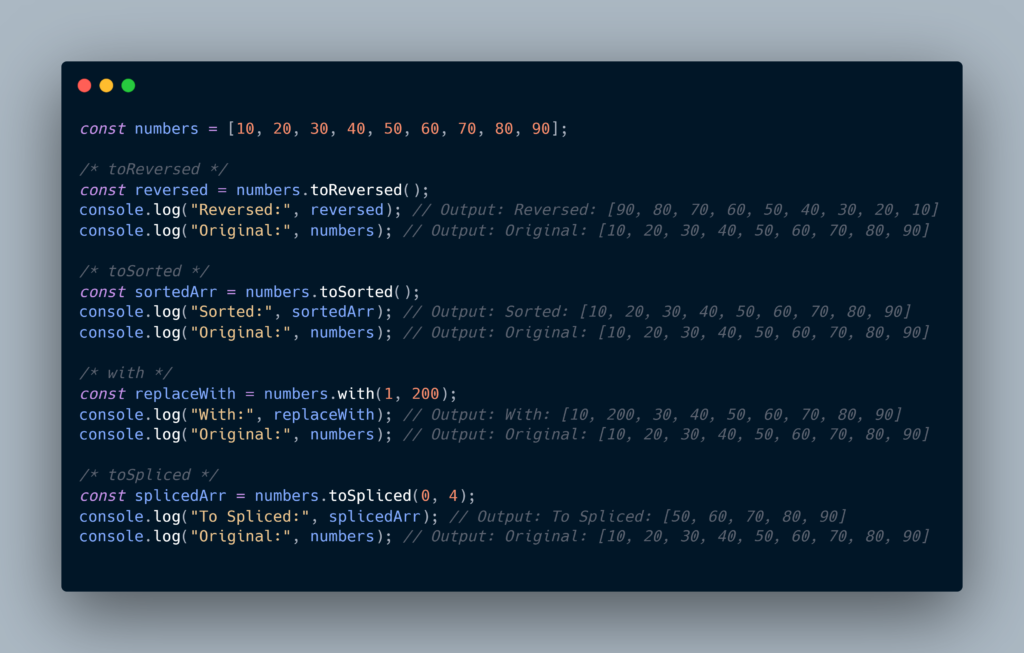 const numbers = [10, 20, 30, 40, 50, 60, 70, 80, 90];
/* toReversed */
const reversed = numbers.toReversed();
console.log("Reversed:", reversed); // Output: Reversed: [90, 80, 70, 60, 50, 40, 30, 20, 10]
console.log("Original:", numbers); // Output: Original: [10, 20, 30, 40, 50, 60, 70, 80, 90]
/* toSorted */
const sortedArr = numbers.toSorted();
console.log("Sorted:", sortedArr); // Output: Sorted: [10, 20, 30, 40, 50, 60, 70, 80, 90]
console.log("Original:", numbers); // Output: Original: [10, 20, 30, 40, 50, 60, 70, 80, 90]
/* with */
const replaceWith = numbers.with(1, 200);
console.log("With:", replaceWith); // Output: With: [10, 200, 30, 40, 50, 60, 70, 80, 90]
console.log("Original:", numbers); // Output: Original: [10, 20, 30, 40, 50, 60, 70, 80, 90]
/* toSpliced */
const splicedArr = numbers.toSpliced(0, 4);
console.log("To Spliced:", splicedArr); // Output: To Spliced: [50, 60, 70, 80, 90]
console.log("Original:", numbers); // Output: Original: [10, 20, 30, 40, 50, 60, 70, 80, 90]